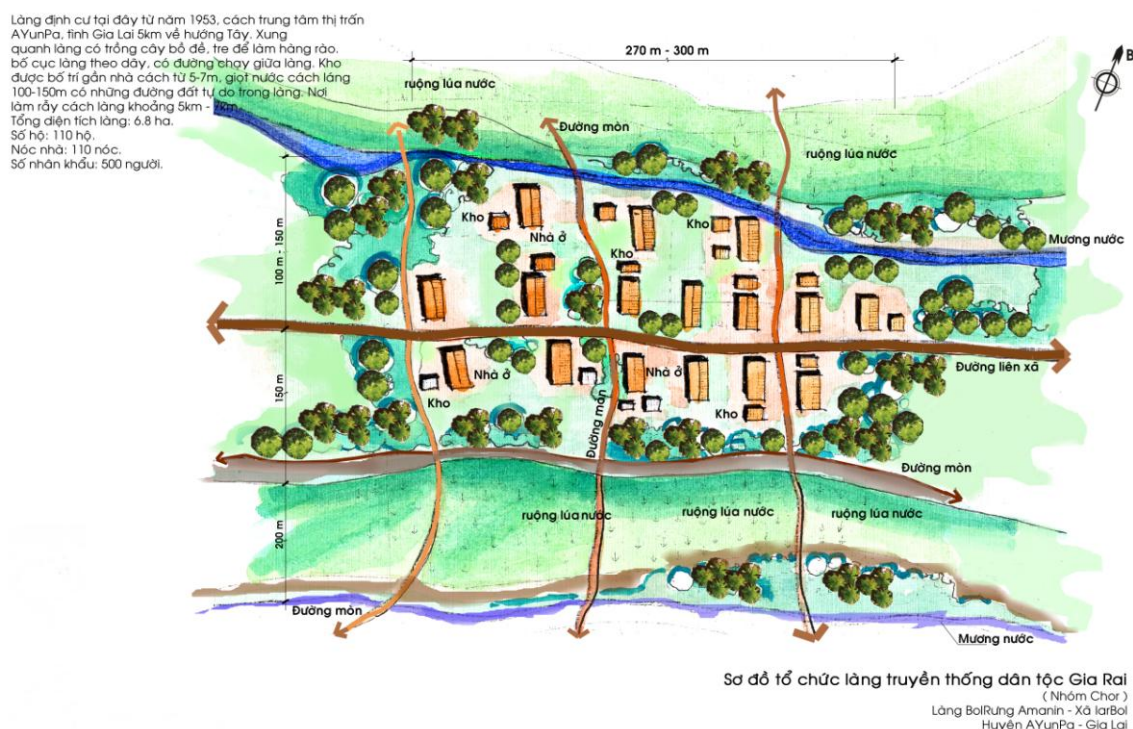 Làng định cư tại đây từ năm 1953, cách trung tâm thị trấn
AYunPa, tỉnh Gia Lai 5km về hướng Tây. Xung
quanh làng có trồng cây bồ đề, tre để làm hàng rào.
bố cục làng theo dãy, có đường chạy giữa làng. Kho
được bố trí gần nhà cách từ 5-7m, giọt nước cách láng
100-150m có những đường đất tự do trong làng. Nơi
làm rẫy cách làng khoảng 5km - 7km.
Tổng diện tích làng: 6.8 ha.
Số hộ: 110 hộ.
Nóc nhà: 110 nóc.
Số nhân khẩu: 500 người.
270 m - 300 m
B
ruộng lúa nước
Đường mòn
ruộng lúa nước
Kho
Kho
Nhà ở
Kho
Mương nước
100 m - 150 m
Đường liên xã
Nhà ở
Nhà ở
Kho
Kho
150 m
Đường mòn
Đường mòn
ruộng lúa nước
ruộng lúa nước
ruộng lúa nước
200 m
Đường mòn
Mương nước
Sơ đồ tổ chức làng truyền thống dân tộc Gia Rai
( Nhóm Chor )
Làng BolRưng Amanin - Xã IarBol
Huyện AYunPa - Gia Lai